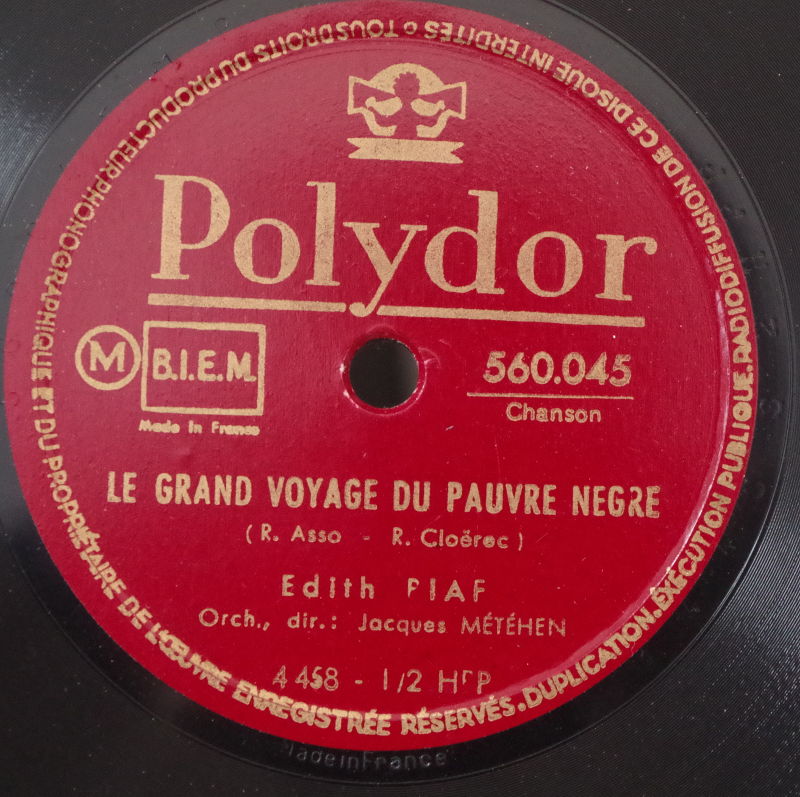 TOUS DROITS DU PRODUCTEUR PHONOGRAPHIQUE ET DU PROPRIÉTAIRE DE L'ŒUVRE ENREGISTRÉE RÉSERVÉS. DUPLICATION. EXÉCUTION PUBLIQUE. RADIODIFFUSION DE CE DISQUE INTERDITES
Polydor
M B.I.E.M.
Made in France
560.045
Chanson
LE GRAND VOYAGE DU PAUVRE NEGRE
(R. Asso - R. Cloërec)
Edith PIAF
Orch., dir.: Jacques MÉTÉHEN
4 458 - 1/2 HPP
Made in France